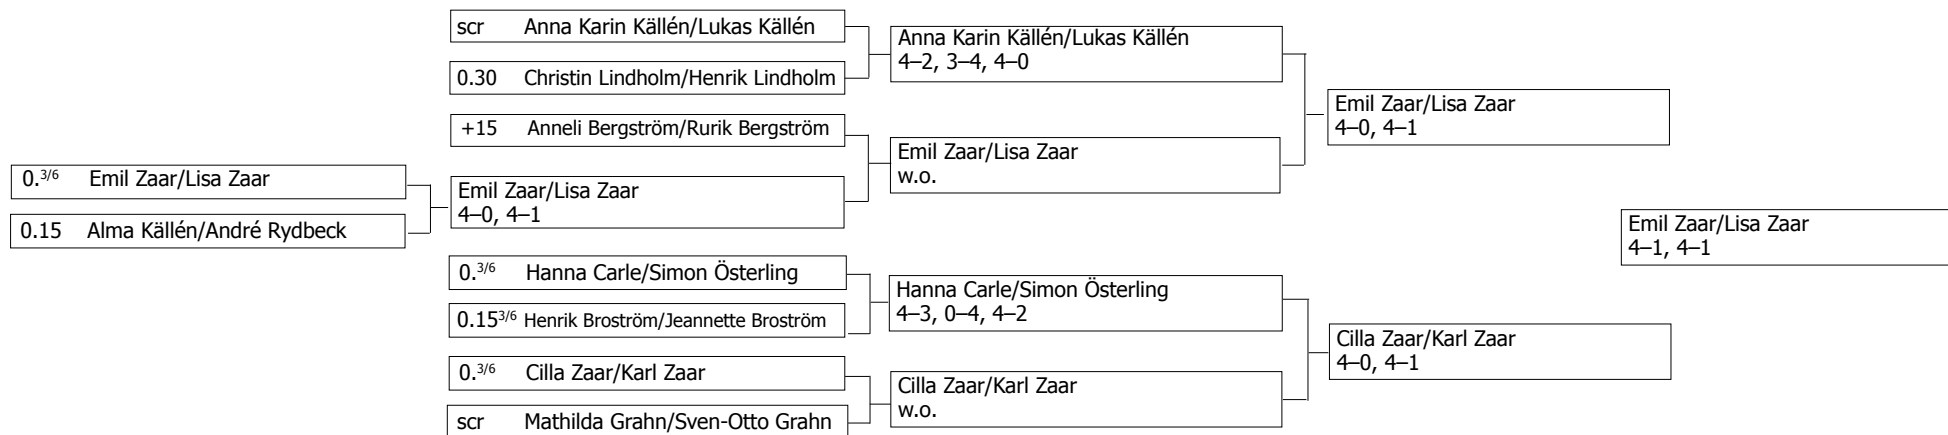 0.3/6 Emil Zaar/Lisa Zaar
0.15 Alma Källén/André Rydbeck
scr Anna Karin Källén/Lukas Källén
0.30 Christin Lindholm/Henrik Lindholm
+15 Anneli Bergström/Rurik Bergström
Emil Zaar/Lisa Zaar
4–0, 4–1
0.3/6 Hanna Carle/Simon Österling
0.153/6 Henrik Broström/Jeannette Broström
0.3/6 Cilla Zaar/Karl Zaar
scr Mathilda Grahn/Sven-Otto Grahn
Anna Karin Källén/Lukas Källén
4–2, 3–4, 4–0
Emil Zaar/Lisa Zaar
w.o.
Hanna Carle/Simon Österling
4–3, 0–4, 4–2
Cilla Zaar/Karl Zaar
w.o.
Emil Zaar/Lisa Zaar
4–0, 4–1
Cilla Zaar/Karl Zaar
4–0, 4–1
Emil Zaar/Lisa Zaar
4–1, 4–1